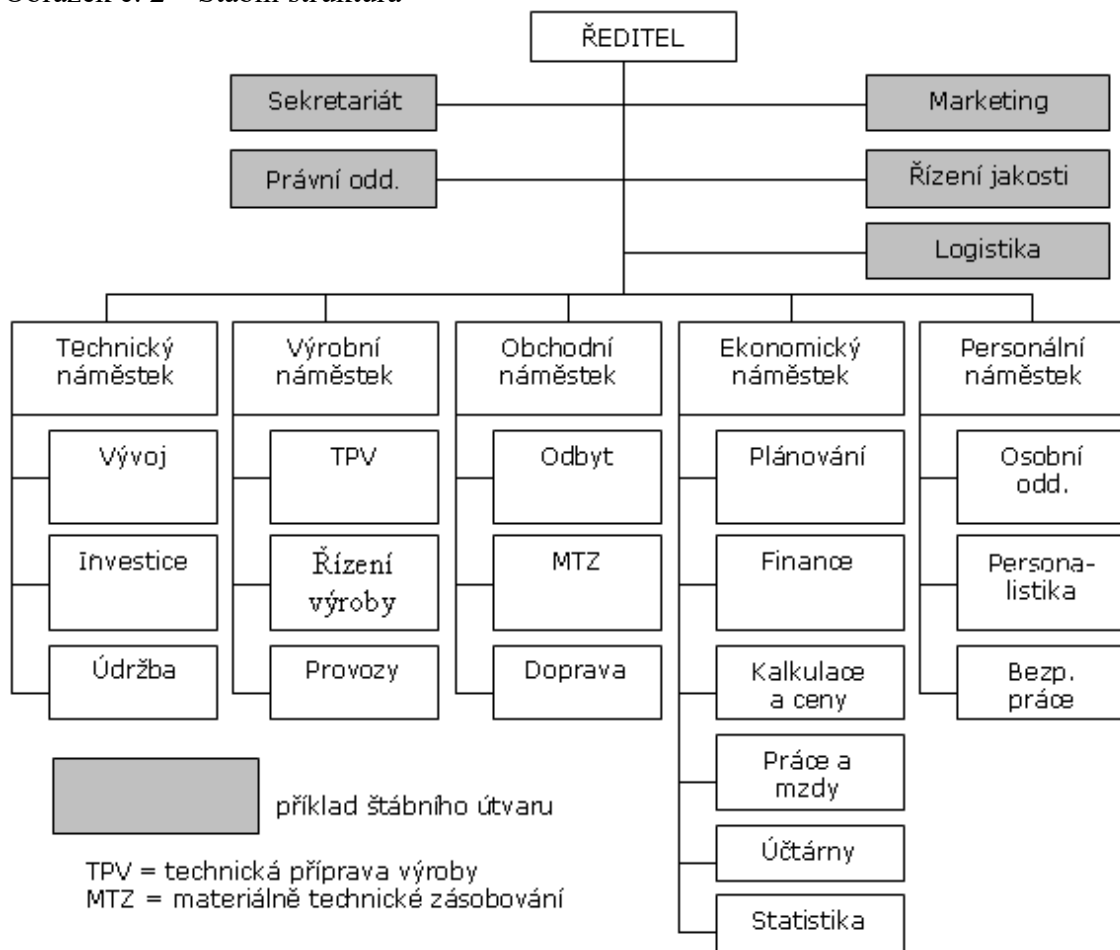 Obrázek č. 2 – Štábní struktura
ŘEDITEL
Sekretariát
Marketing
Právní odd.
Řízení jakosti
Logistika
Technický
náměstek
Výrobní
náměstek
Obchodní
náměstek
Ekonomický
náměstek
Personální
náměstek
Vývoj
TPV
Odbyt
Plánování
Osobní
odd.
Investice
Řízení
výroby
MTZ
Finance
Persona-
listika
Údržba
Provozy
Doprava
Kalkulace
a ceny
Bezp.
práce
Práce a
mzdy
Účtárny
Statistika
příklad štábního útvaru
TPV = technická příprava výroby
MTZ = materiálně technické zásobování